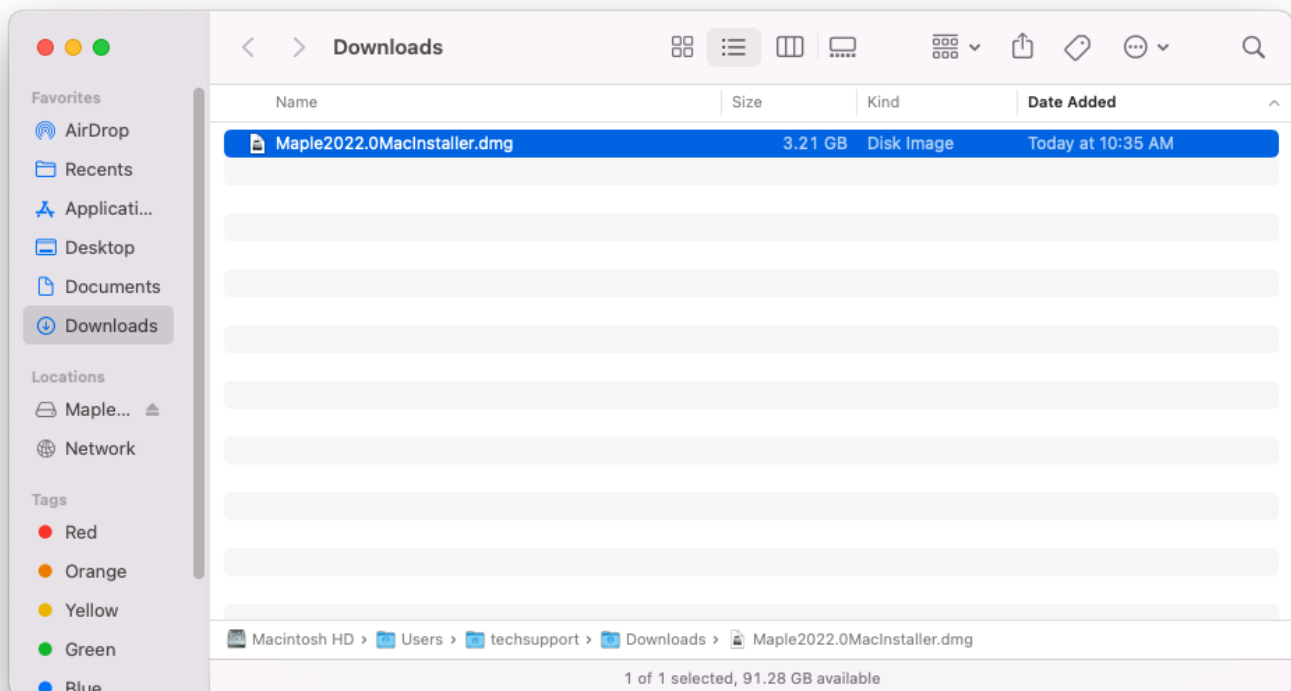 Downloads
Favorites
AirDrop
Recents
Applicati...
Desktop
Documents
Downloads
Locations
Maple...
Network
Tags
Red
Orange
Yellow
Green
Blue
Name Size Kind Date Added
Maple2022.0MacInstaller.dmg 3.21 GB Disk Image Today at 10:35 AM
Macintosh HD › Users › techsupport › Downloads › Maple2022.0MacInstaller.dmg
1 of 1 selected, 91.28 GB available